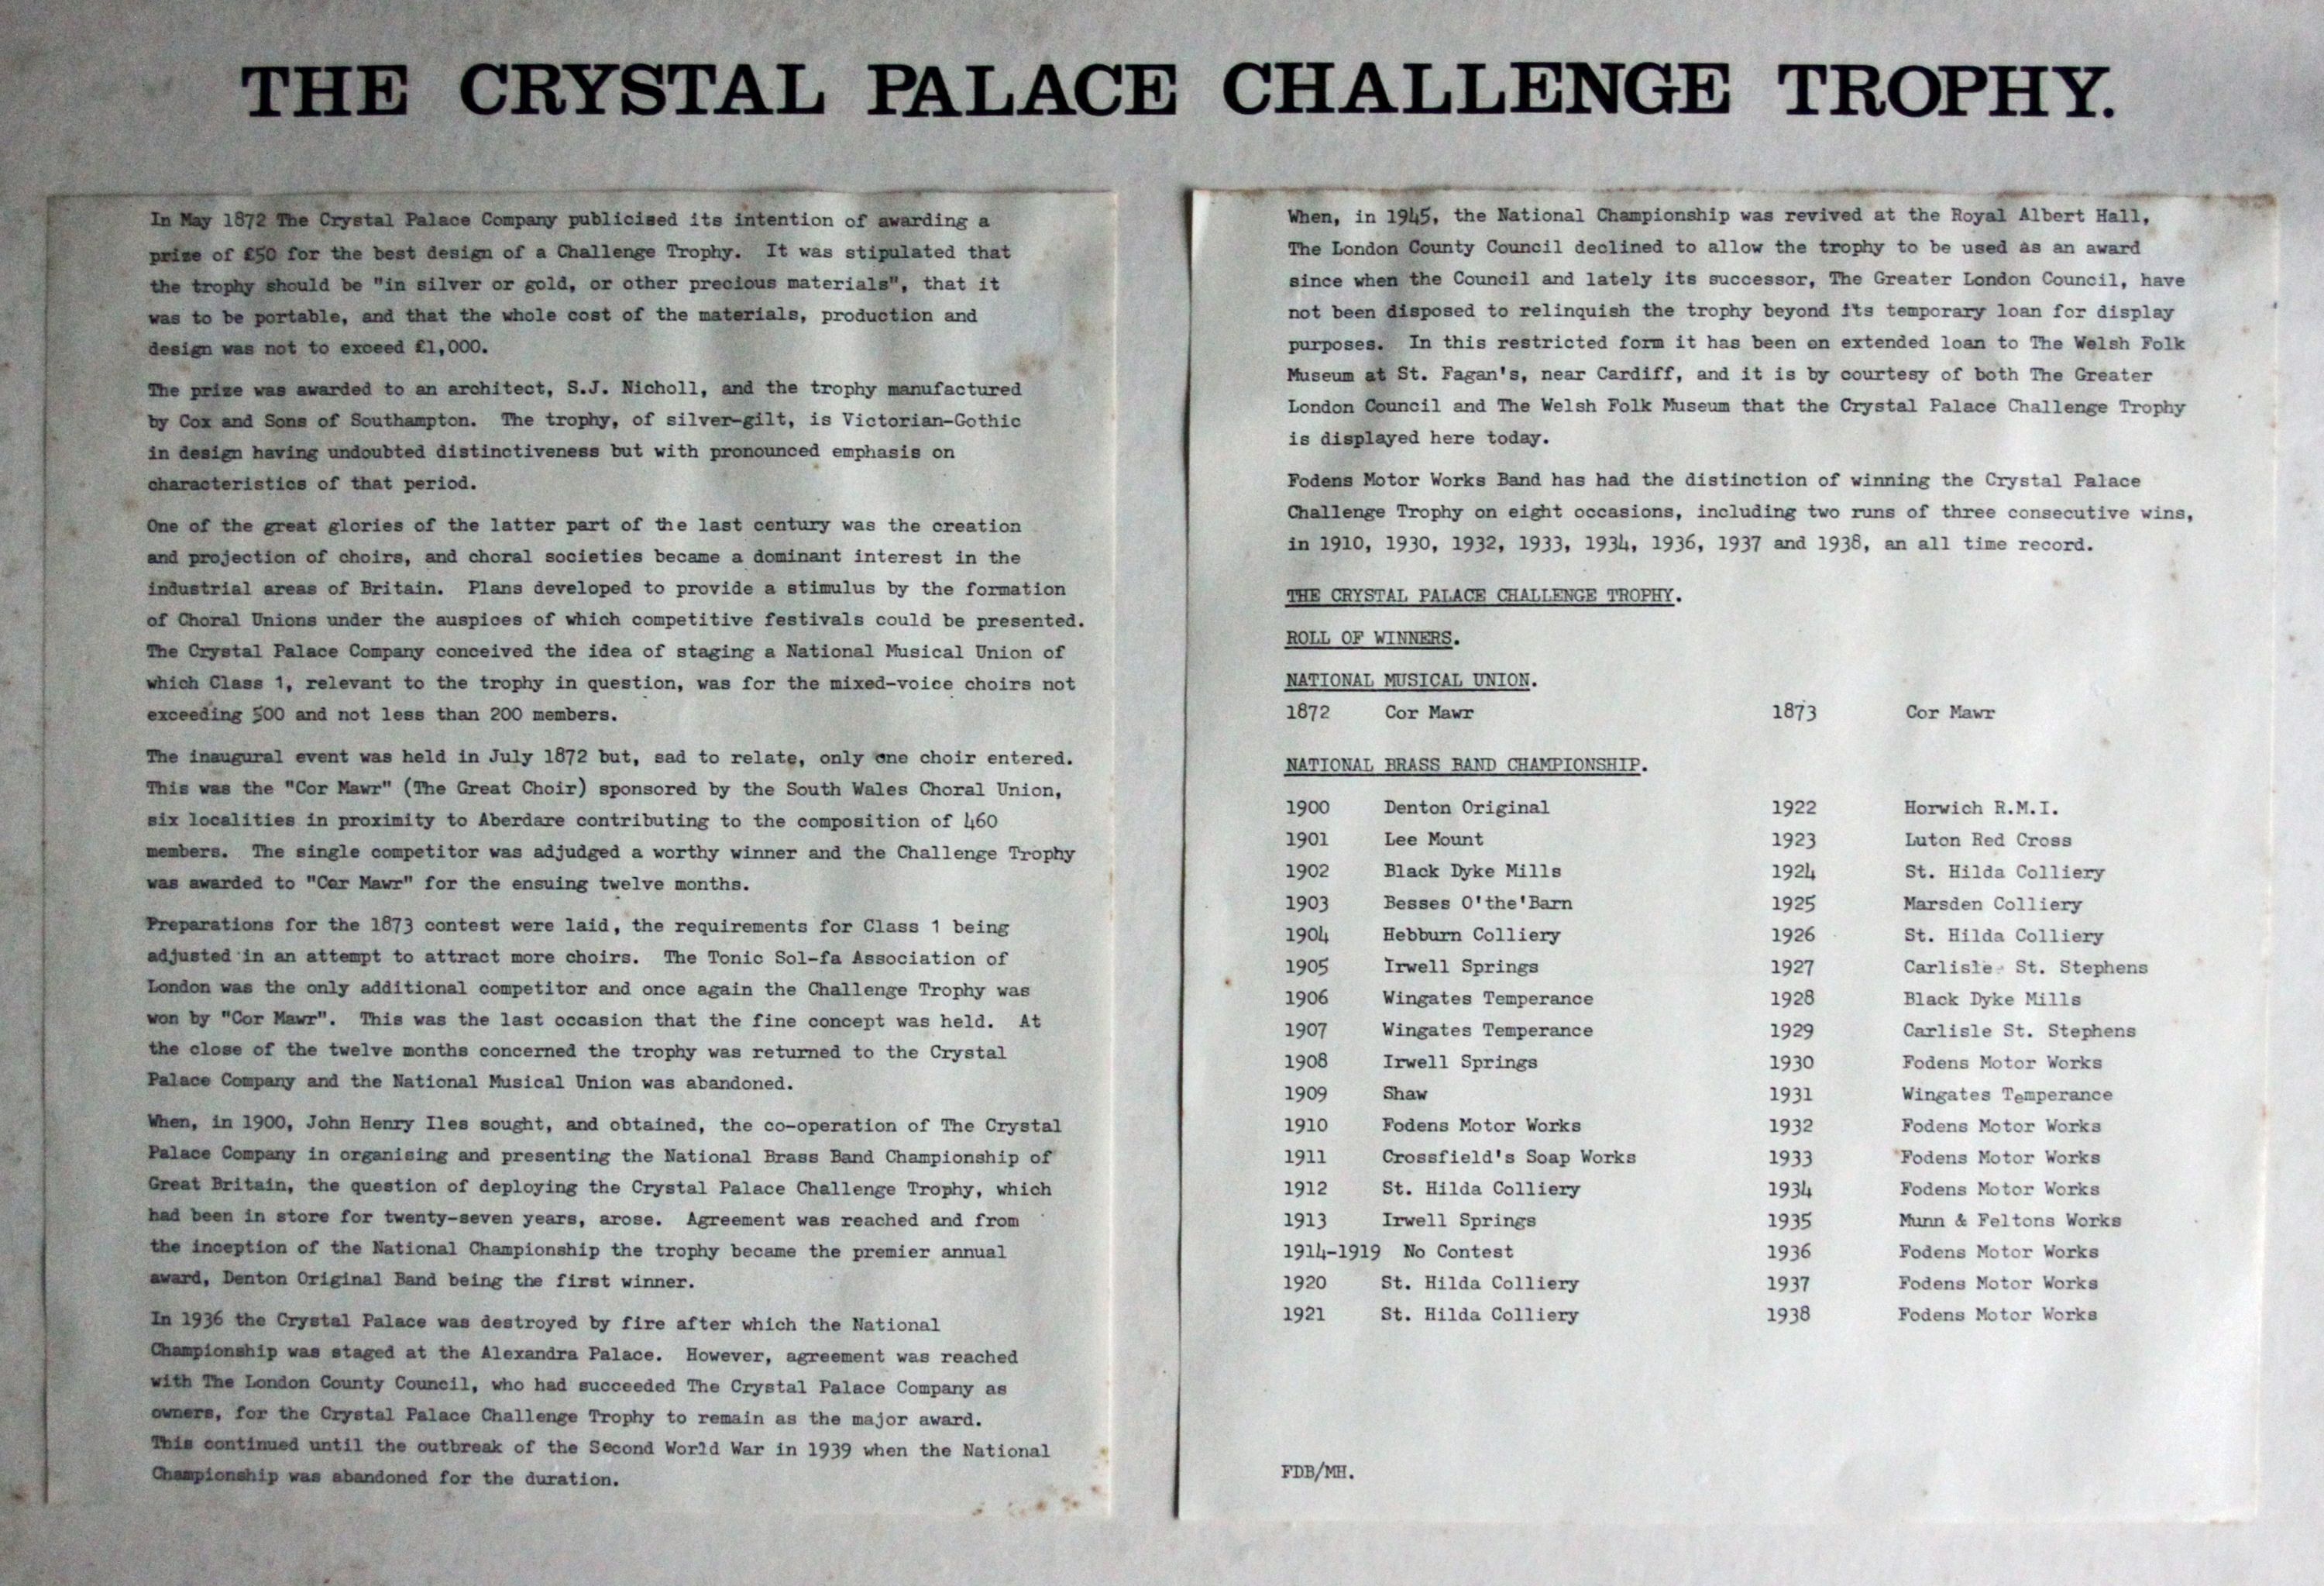 THE CRYSTAL PALACE CHALLENGE TROPHY.
In May 1872 The Crystal Palace Company publicised its intention of awarding a
prize of £50 for the best design of a Challenge Trophy. It was stipulated that
the trophy should be "in silver or gold, or other precious materials", that it
was to be portable, and that the whole cost of the materials, production and
design was not to exceed £1,000.
The prize was awarded to an architect, S.J. Nicholl, and the trophy manufactured
by Cox and Sons of Southampton. The trophy, of silver-gilt, is Victorian-Gothic
in design having undoubted distinctiveness but with pronounced emphasis on
characteristics of that period.
One of the great glories of the latter part of the last century was the creation
and projection of choirs, and choral societies became a dominant interest in the
industrial areas of Britain. Plans developed to provide a stimulus by the formation
of Choral Unions under the auspices of which competitive festivals could be presented.
The Crystal Palace Company conceived the idea of staging a National Musical Union of
which Class 1, relevant to the trophy in question, was for the mixed-voice choirs not
exceeding 500 and not less than 200 members.
The inaugural event was held in July 1872 but, sad to relate, only one choir entered.
This was the "Cor Mawr" (The Great Choir) sponsored by the South Wales Choral Union,
six localities in proximity to Aberdare contributing to the composition of 460
members. The single competitor was adjudged a worthy winner and the Challenge Trophy
was awarded to "Cor Mawr" for the ensuing twelve months.
Preparations for the 1873 contest were laid, the requirements for Class 1 being
adjusted in an attempt to attract more choirs. The Tonic Sol-fa Association of
London was the only additional competitor and once again the Challenge Trophy was
won by "Cor Mawr". This was the last occasion that the fine concept was held. At
the close of the twelve months concerned the trophy was returned to the Crystal
Palace Company and the National Musical Union was abandoned.
When, in 1900, John Henry Iles sought, and obtained, the co-operation of The Crystal
Palace Company in organising and presenting the National Brass Band Championship of
Great Britain, the question of deploying the Crystal Palace Challenge Trophy, which
had been in store for twenty-seven years, arose. Agreement was reached and from
the inception of the National Championship the trophy became the premier annual
award, Denton Original Band being the first winner.
In 1936 the Crystal Palace was destroyed by fire after which the National
Championship was staged at the Alexandra Palace. However, agreement was reached
with The London County Council, who had succeeded The Crystal Palace Company as
owners, for the Crystal Palace Challenge Trophy to remain as the major award.
This continued until the outbreak of the Second World War in 1939 when the National
Championship was abandoned for the duration.
When, in 1945, the National Championship was revived at the Royal Albert Hall,
The London County Council declined to allow the trophy to be used as an award
since when the Council and lately its successor, The Greater London Council, have
not been disposed to relinquish the trophy beyond its temporary loan for display
purposes. In this restricted form it has been on extended loan to The Welsh Folk
Museum at St. Fagan's, near Cardiff, and it is by courtesy of both The Greater
London Council and The Welsh Folk Museum that the Crystal Palace Challenge Trophy
is displayed here today.
Fodens Motor Works Band has had the distinction of winning the Crystal Palace
Challenge Trophy on eight occasions, including two runs of three consecutive wins,
in 1910, 1930, 1932, 1933, 1934, 1936, 1937 and 1938, an all time record.
THE CRYSTAL PALACE CHALLENGE TROPHY.
ROLL OF WINNERS.
NATIONAL MUSICAL UNION.
1872 Cor Mawr 1873 Cor Mawr
NATIONAL BRASS BAND CHAMPIONSHIP.
1900 Denton Original 1922 Horwich R.M.I.
1901 Lee Mount 1923 Luton Red Cross
1902 Black Dyke Mills 1924 St. Hilda Colliery
1903 Besses O'the'Barn 1925 Marsden Colliery
1904 Hebburn Colliery 1926 St. Hilda Colliery
1905 Irwell Springs 1927 Carlisle St. Stephens
1906 Wingates Temperance 1928 Black Dyke Mills
1907 Wingates Temperance 1929 Carlisle St. Stephens
1908 Irwell Springs 1930 Fodens Motor Works
1909 Shaw 1931 Wingates Temperance
1910 Fodens Motor Works 1932 Fodens Motor Works
1911 Crossfield's Soap Works 1933 Fodens Motor Works
1912 St. Hilda Colliery 1934 Fodens Motor Works
1913 Irwell Springs 1935 Munn & Feltons Works
1914-1919 No Contest 1936 Fodens Motor Works
1920 St. Hilda Colliery 1937 Fodens Motor Works
1921 St. Hilda Colliery 1938 Fodens Motor Works
FDB/MH.